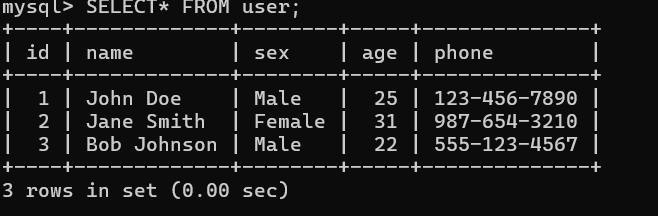 mysql> SELECT* FROM user;
+----+-------------+--------+-----+--------------+
| id | name        | sex    | age | phone        |
+----+-------------+--------+-----+--------------+
|  1 | John Doe    | Male   |  25 | 123-456-7890 |
|  2 | Jane Smith  | Female |  31 | 987-654-3210 |
|  3 | Bob Johnson | Male   |  22 | 555-123-4567 |
+----+-------------+--------+-----+--------------+
3 rows in set (0.00 sec)